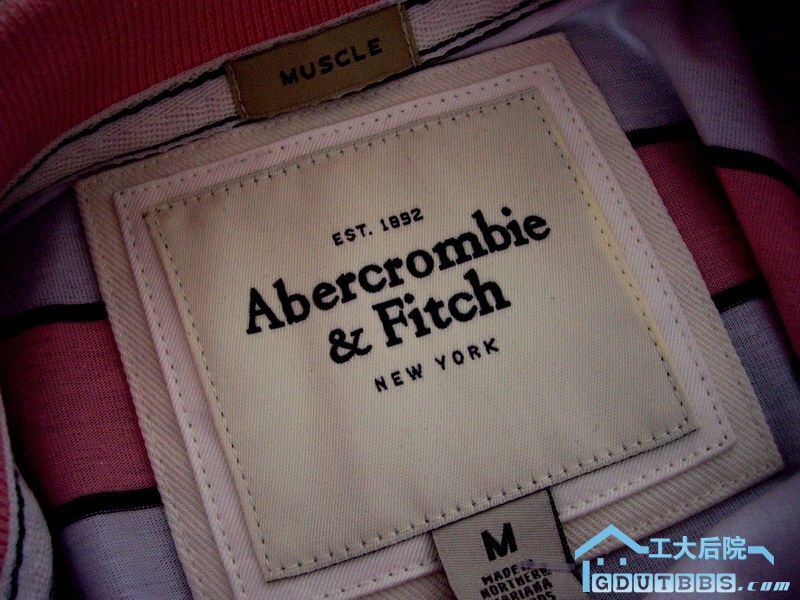 MUSCLE
EST. 1892
Abercrombie
& Fitch
NEW YORK
M
MADE IN
NORTHERN
MARIANA
工大后院
GDUTBBS.com